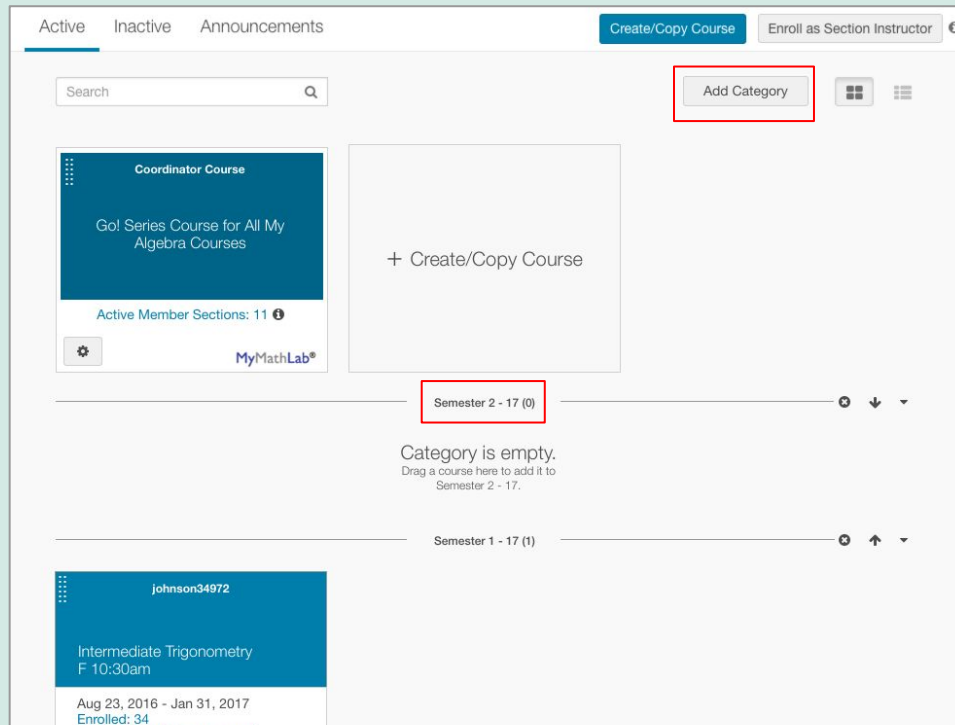 Active Inactive Announcements Create/Copy Course Enroll as Section Instructor
Search Add Category
Coordinator Course
Go! Series Course for All My
Algebra Courses
+ Create/Copy Course
Active Member Sections: 11
MyMathLab®
Semester 2 - 17 (0)
Category is empty.
Drag a course here to add it to
Semester 2 - 17.
Semester 1 - 17 (1)
johnson34972
Intermediate Trigonometry
F 10:30am
Aug 23, 2016 - Jan 31, 2017
Enrolled: 34